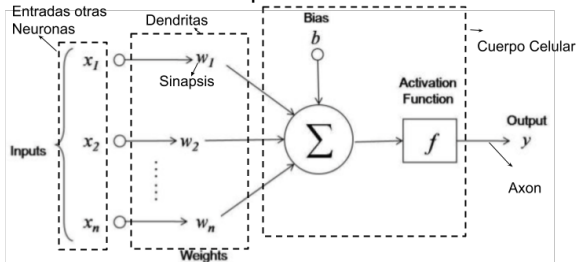 Entradas otras
Neuronas
Dendritas
Bias
b
Cuerpo Celular
x1
w1
Sinapsis
Activation
Function
Inputs
x2
w2
Σ
f
Output
y
Axon
xn
wn
Weights